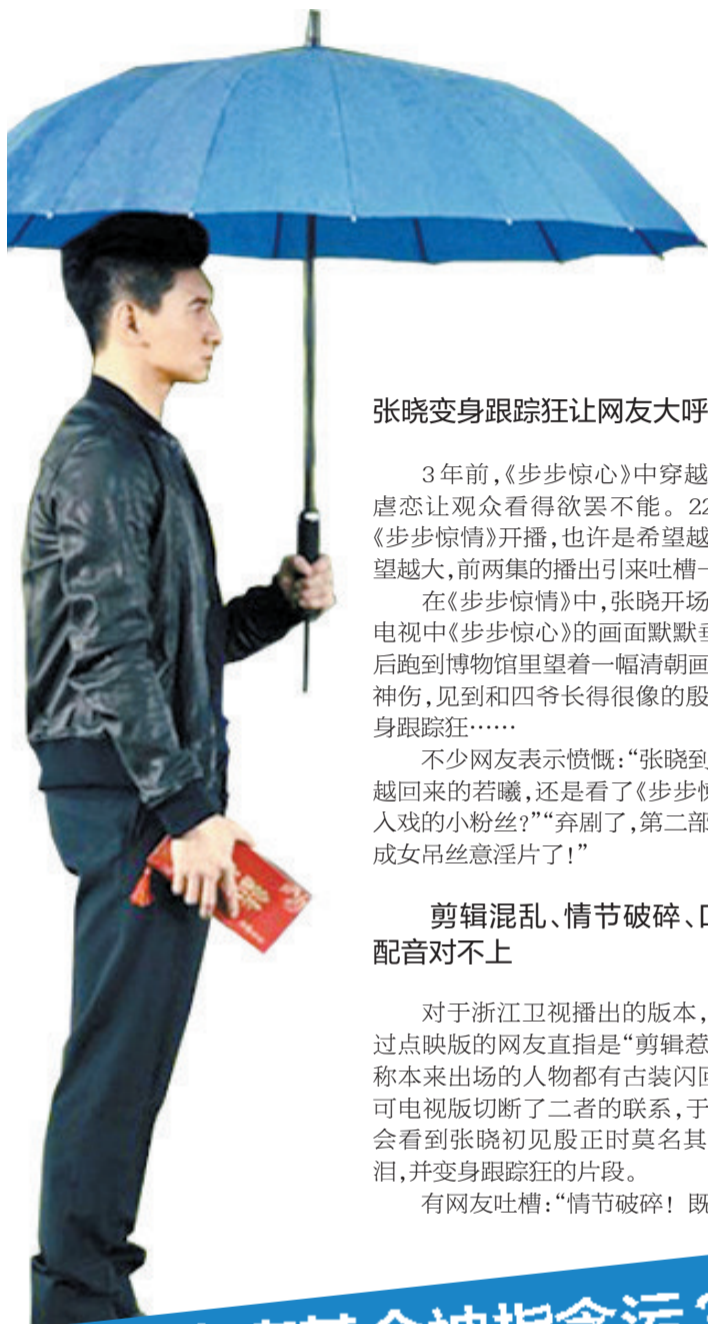 张晓变身跟踪狂让网友大呼
3年前,《步步惊心》中穿越
虐恋让观众看得欲罢不能。22
《步步惊情》开播,也许是希望越
望越大,前两集的播出引来吐槽一
在《步步惊情》中,张晓开场
电视中《步步惊心》的画面默默垂
后跑到博物馆里望着一幅清朝画
神伤,见到和四爷长得很像的殷
身跟踪狂……
不少网友表示愤慨:“张晓到
越回来的若曦,还是看了《步步惊
入戏的小粉丝?”“弃剧了,第二部
成女吊丝意淫片了!”
剪辑混乱、情节破碎、口
配音对不上
对于浙江卫视播出的版本,
过点映版的网友直指是“剪辑惹
称本来出场的人物都有古装闪回
可电视版切断了二者的联系,于
会看到张晓初见殷正时莫名其
泪,并变身跟踪狂的片段。
有网友吐槽:“情节破碎!既